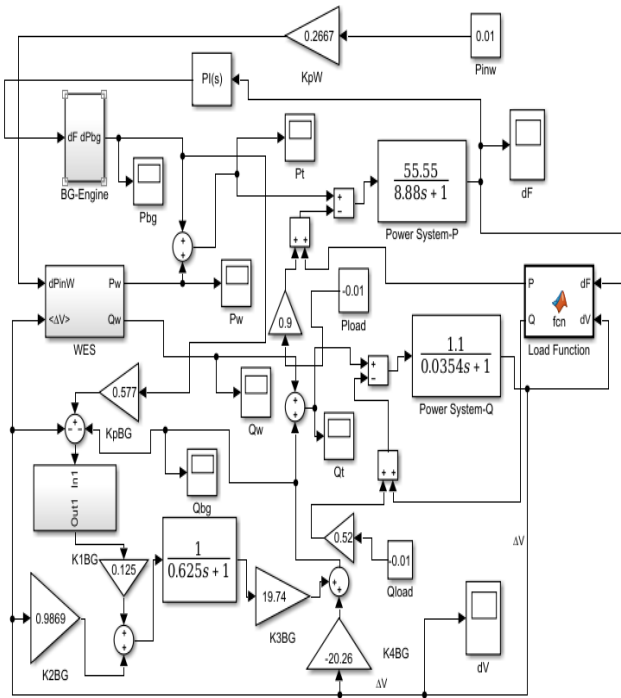 0.2667
KpW
0.01
Pinw
PI(s)
dF dPbg
BG-Engine
Pbg
Pt
+
−
55.55
8.88s + 1
Power System-P
dF
+
+
+ +
dPinW Pw
<ΔV> Qw
WES
Pw
0.9
-0.01
Pload
P dF
Q dV
fcn
Load Function
0.577
KpBG
+
− −
Qw
+
+
Qt
+
−
1.1
0.0354s + 1
Power System-Q
+ +
In1
Out1
Qbg
K1BG
0.125
1
0.625s + 1
19.74
K3BG
0.52
-0.01
Qload
ΔV
0.9869
K2BG
+
+
+
+
-20.26
K4BG
ΔV
dV